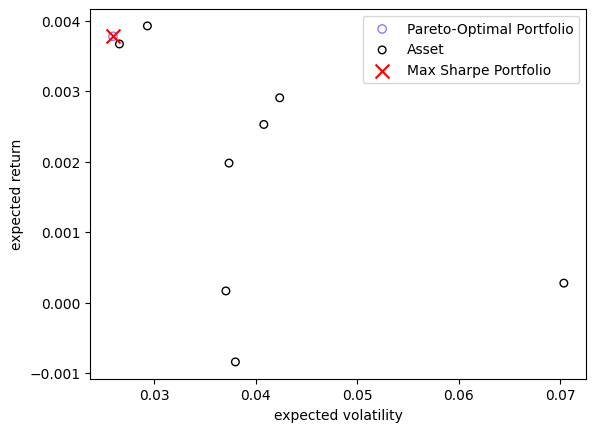 Pareto-Optimal Portfolio
Asset
Max Sharpe Portfolio
0.004
0.003
0.002
0.001
0.000
−0.001
expected return
0.03 0.04 0.05 0.06 0.07
expected volatility